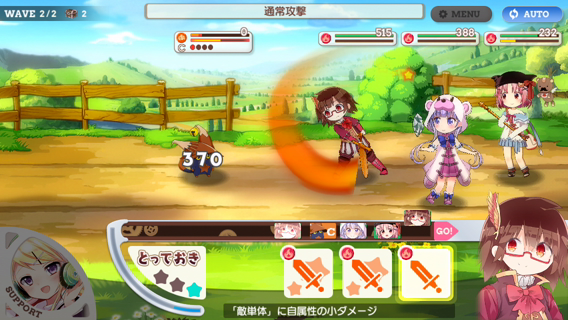 WAVE 2/2 2
通常攻撃
MENU
AUTO
0
C
515
388
232
370
C
GO!
とっておき
SUPPORT
「敵単体」に自属性の小ダメージ